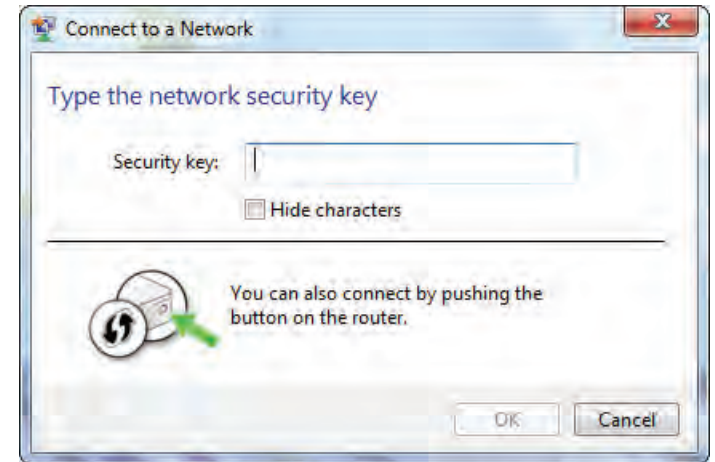 Connect to a Network
Type the network security key
Security key:
Hide characters
You can also connect by pushing the
button on the router.
OK
Cancel